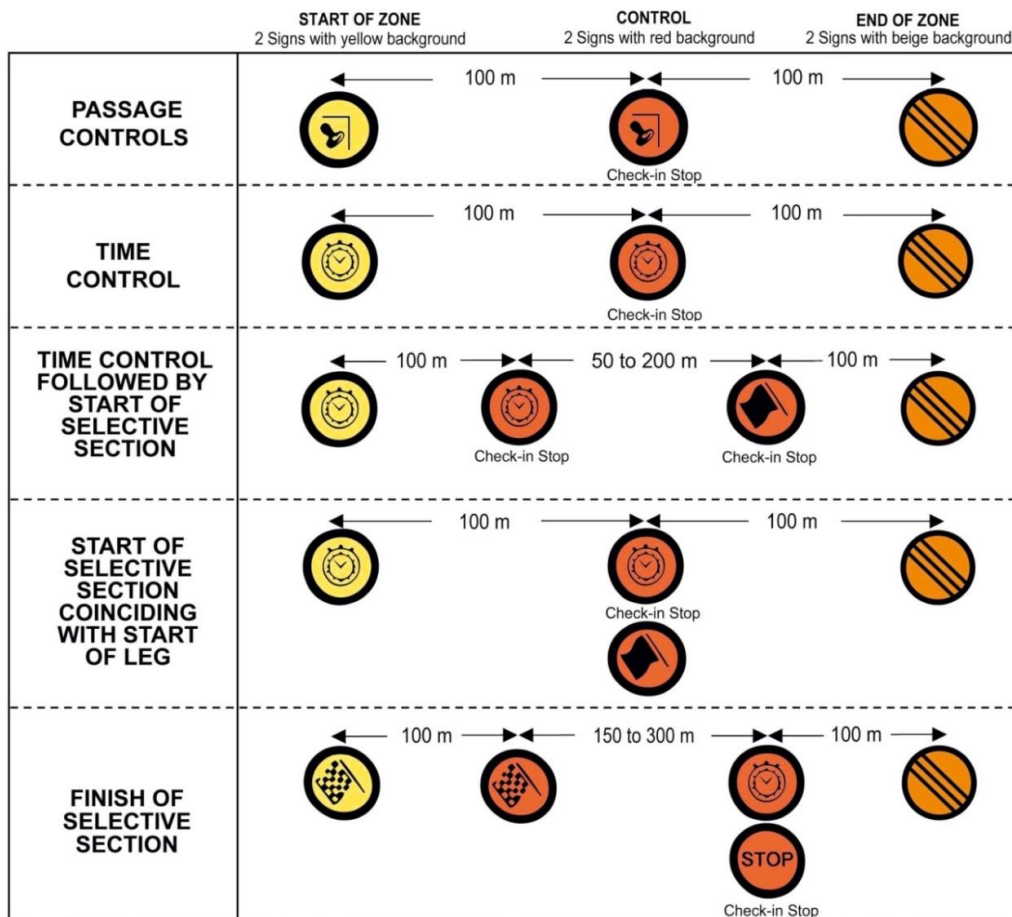 START OF ZONE
2 Signs with yellow background
CONTROL
2 Signs with red background
END OF ZONE
2 Signs with beige background
PASSAGE
CONTROLS
100 m
100 m
Check-in Stop
TIME
CONTROL
100 m
100 m
Check-in Stop
TIME CONTROL
FOLLOWED BY
START OF
SELECTIVE
SECTION
100 m
50 to 200 m
100 m
Check-in Stop
Check-in Stop
START OF
SELECTIVE
SECTION
COINCIDING
WITH START
OF LEG
100 m
100 m
Check-in Stop
FINISH OF
SELECTIVE
SECTION
100 m
150 to 300 m
100 m
STOP
Check-in Stop